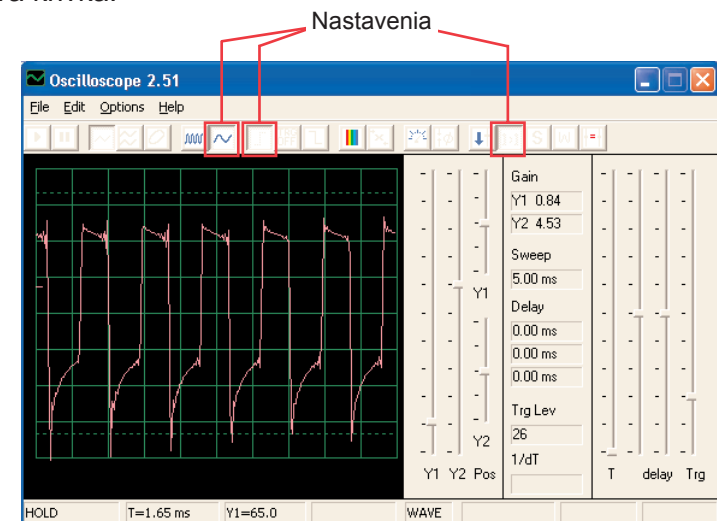 Nastavenia
Oscilloscope 2.51
File Edit Options Help
Gain
Y1 0.84
Y2 4.53
Sweep
5.00 ms
Y1
Delay
0.00 ms
0.00 ms
0.00 ms
Trg Lev
26
Y2
1/dT
Y1 Y2 Pos
T delay Trg
HOLD T=1.65 ms Y1=65.0 WAVE